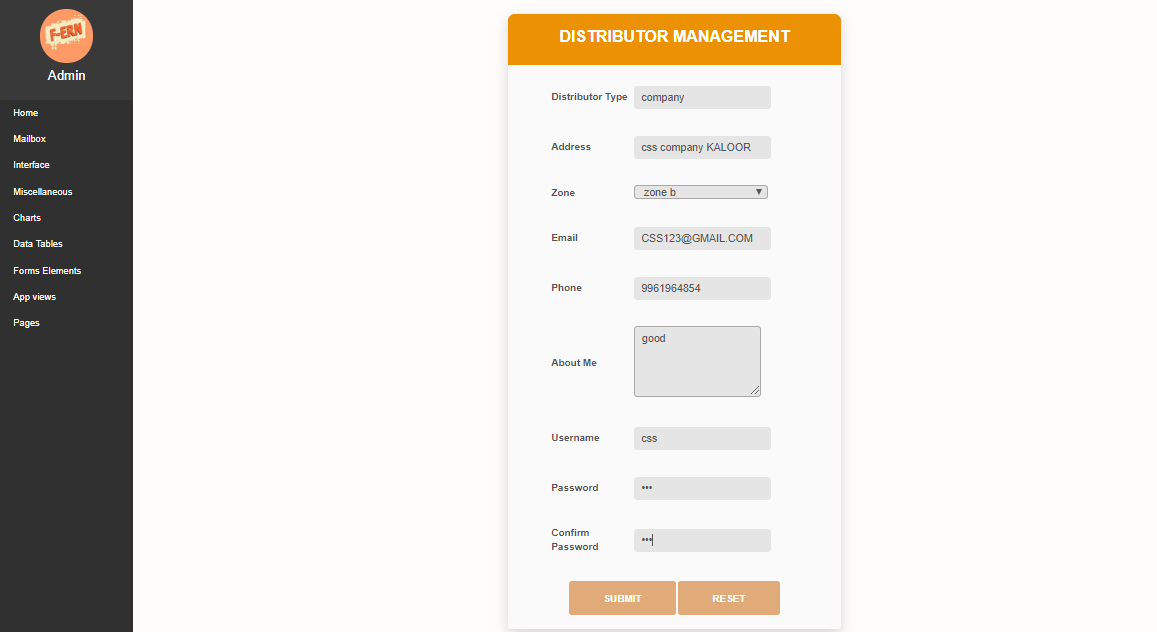 F-ERN
Admin
Home
Mailbox
Interface
Miscellaneous
Charts
Data Tables
Forms Elements
App views
Pages
DISTRIBUTOR MANAGEMENT
Distributor Type company
Address css company KALOOR
Zone zone b
Email CSS123@GMAIL.COM
Phone 9961964854
About Me good
Username css
Password •••
Confirm
Password •••
SUBMIT RESET